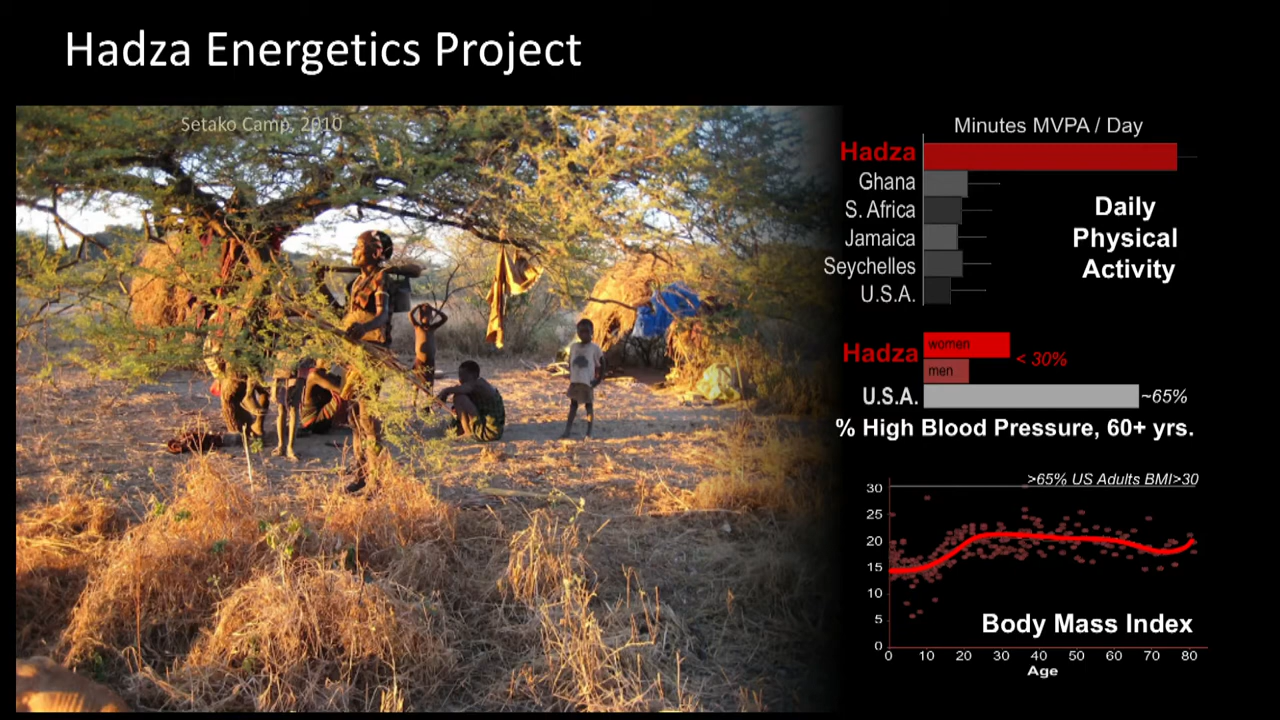 Hadza Energetics Project
Setako Camp, 2010
Minutes MVPA / Day
Hadza
Ghana
S. Africa
Jamaica
Seychelles
U.S.A.
Daily
Physical
Activity
Hadza
women
men
< 30%
U.S.A.
~65%
% High Blood Pressure, 60+ yrs.
>65% US Adults BMI>30
30
25
20
15
10
5
0
Body Mass Index
0 10 20 30 40 50 60 70 80
Age